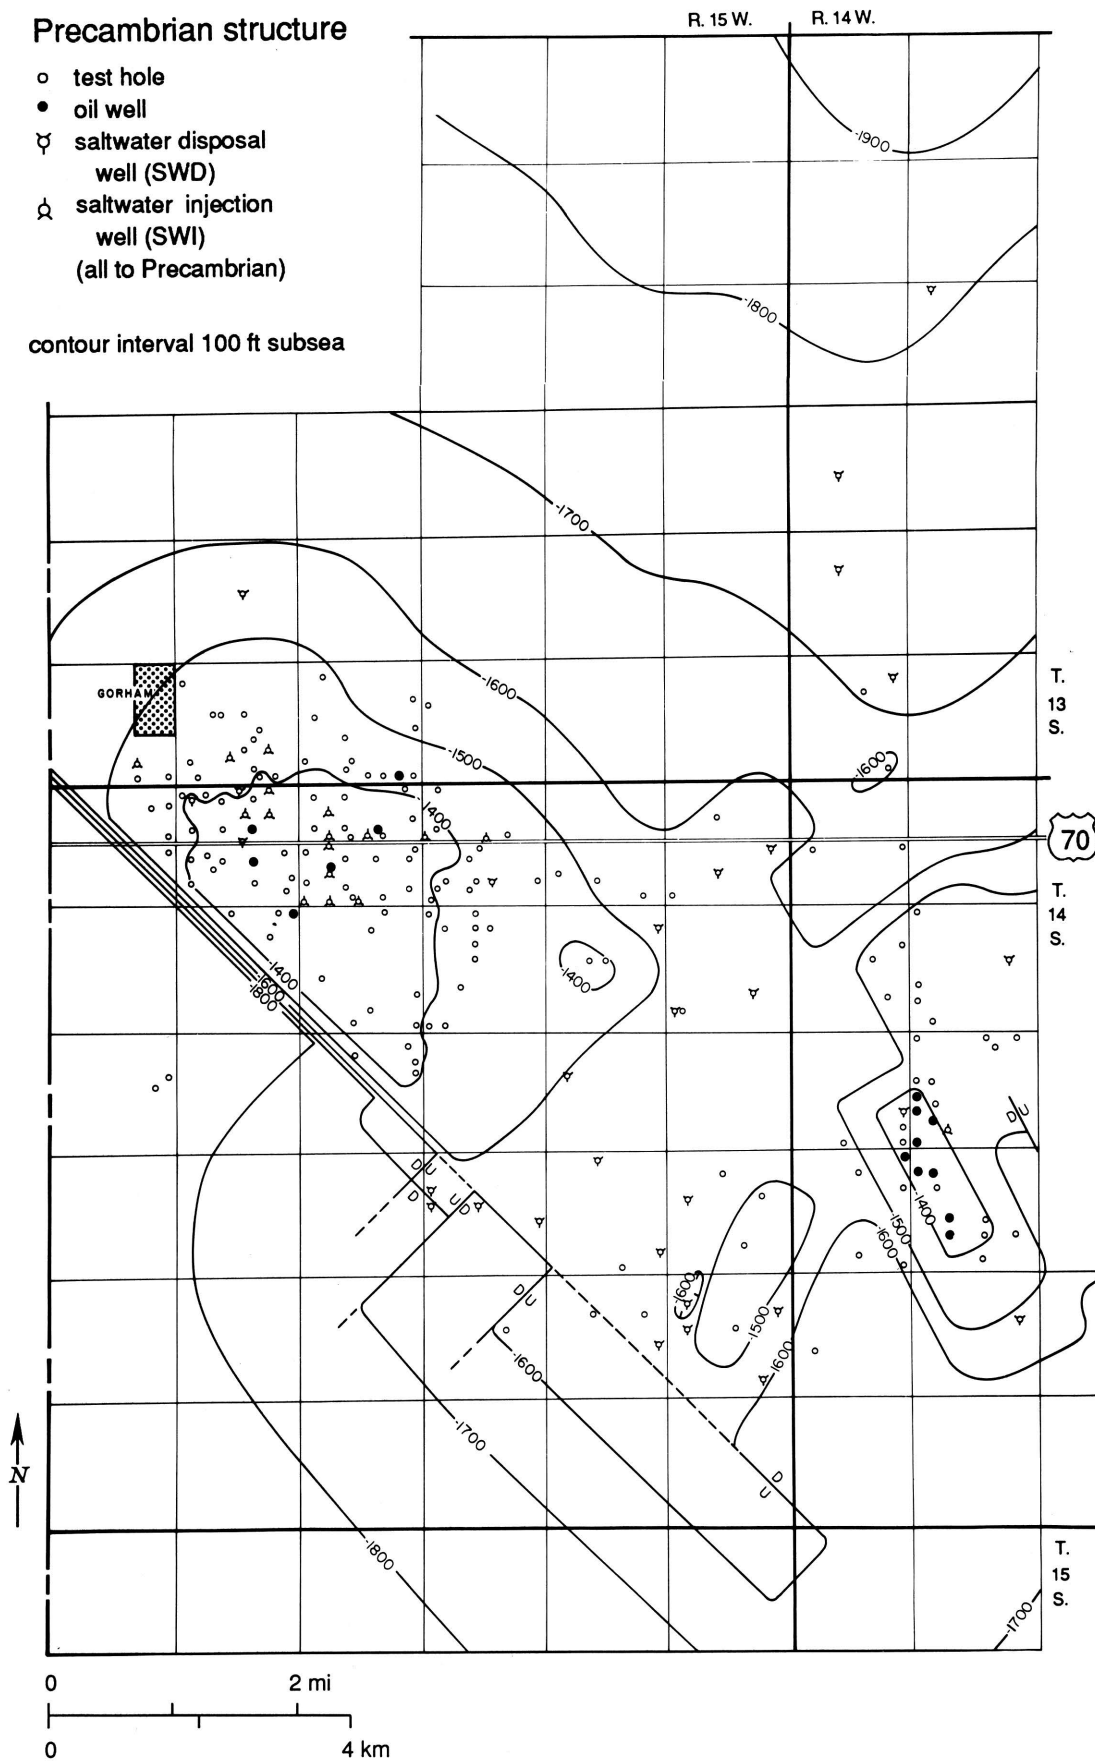 Precambrian structure
test hole
oil well
saltwater disposal
well (SWD)
saltwater injection
well (SWI)
(all to Precambrian)
contour interval 100 ft subsea
R. 15 W.
R. 14 W.
-1900
-1800
-1700
GORHAM
-1600
-1500
T.
13
S.
-1600
-1400
70
T.
14
S.
-1400
-1400
-1600
-1800
D U
D U
D
U D
-1400
-1500
-1600
D U
-1600
-1500
-1600
-1600
-1700
D
U
-1800
T.
15
S.
-1700
N
0
2 mi
0
4 km